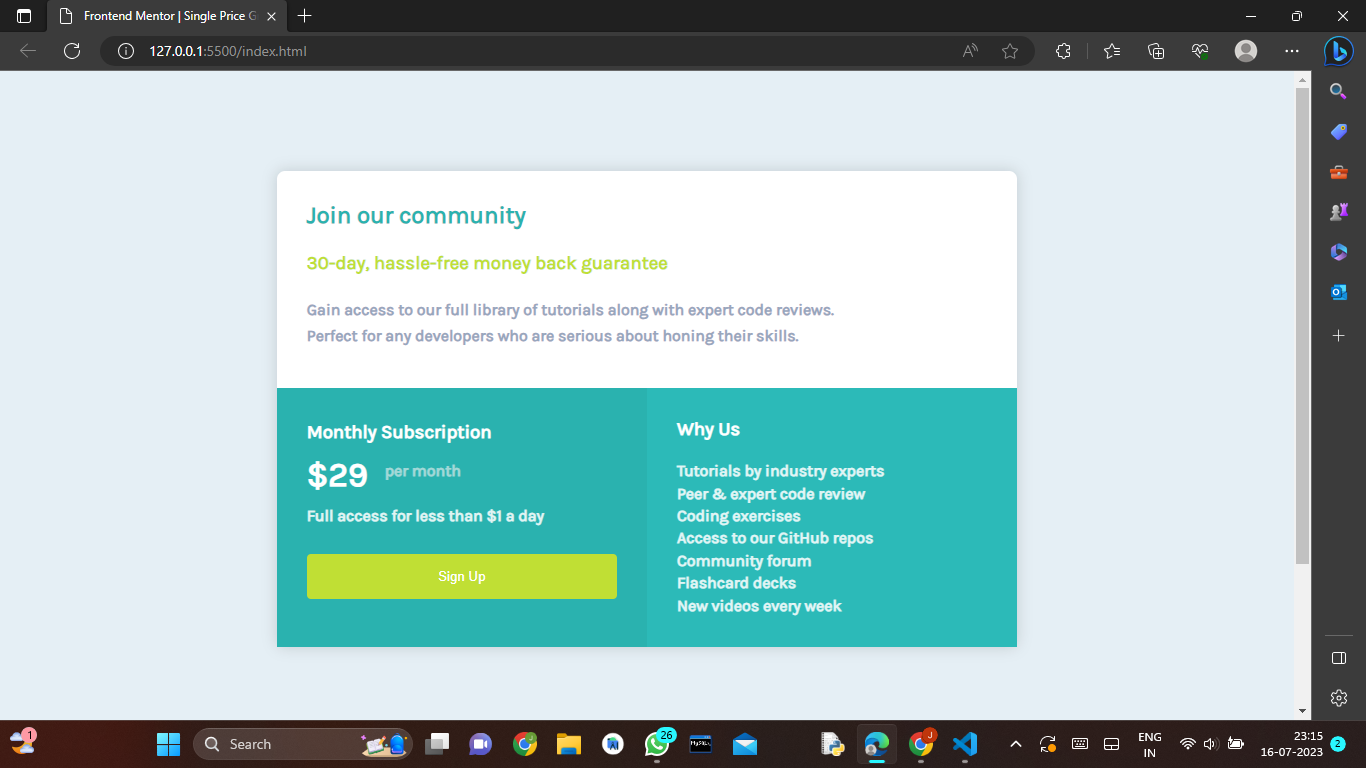 Frontend Mentor | Single Price G
127.0.0.1:5500/index.html
Join our community
30-day, hassle-free money back guarantee
Gain access to our full library of tutorials along with expert code reviews.
Perfect for any developers who are serious about honing their skills.
Monthly Subscription
$29 per month
Full access for less than $1 a day
Sign Up
Why Us
Tutorials by industry experts
Peer & expert code review
Coding exercises
Access to our GitHub repos
Community forum
Flashcard decks
New videos every week
1
Search
26
MySQL
J
ENG
IN
23:15
16-07-2023
2